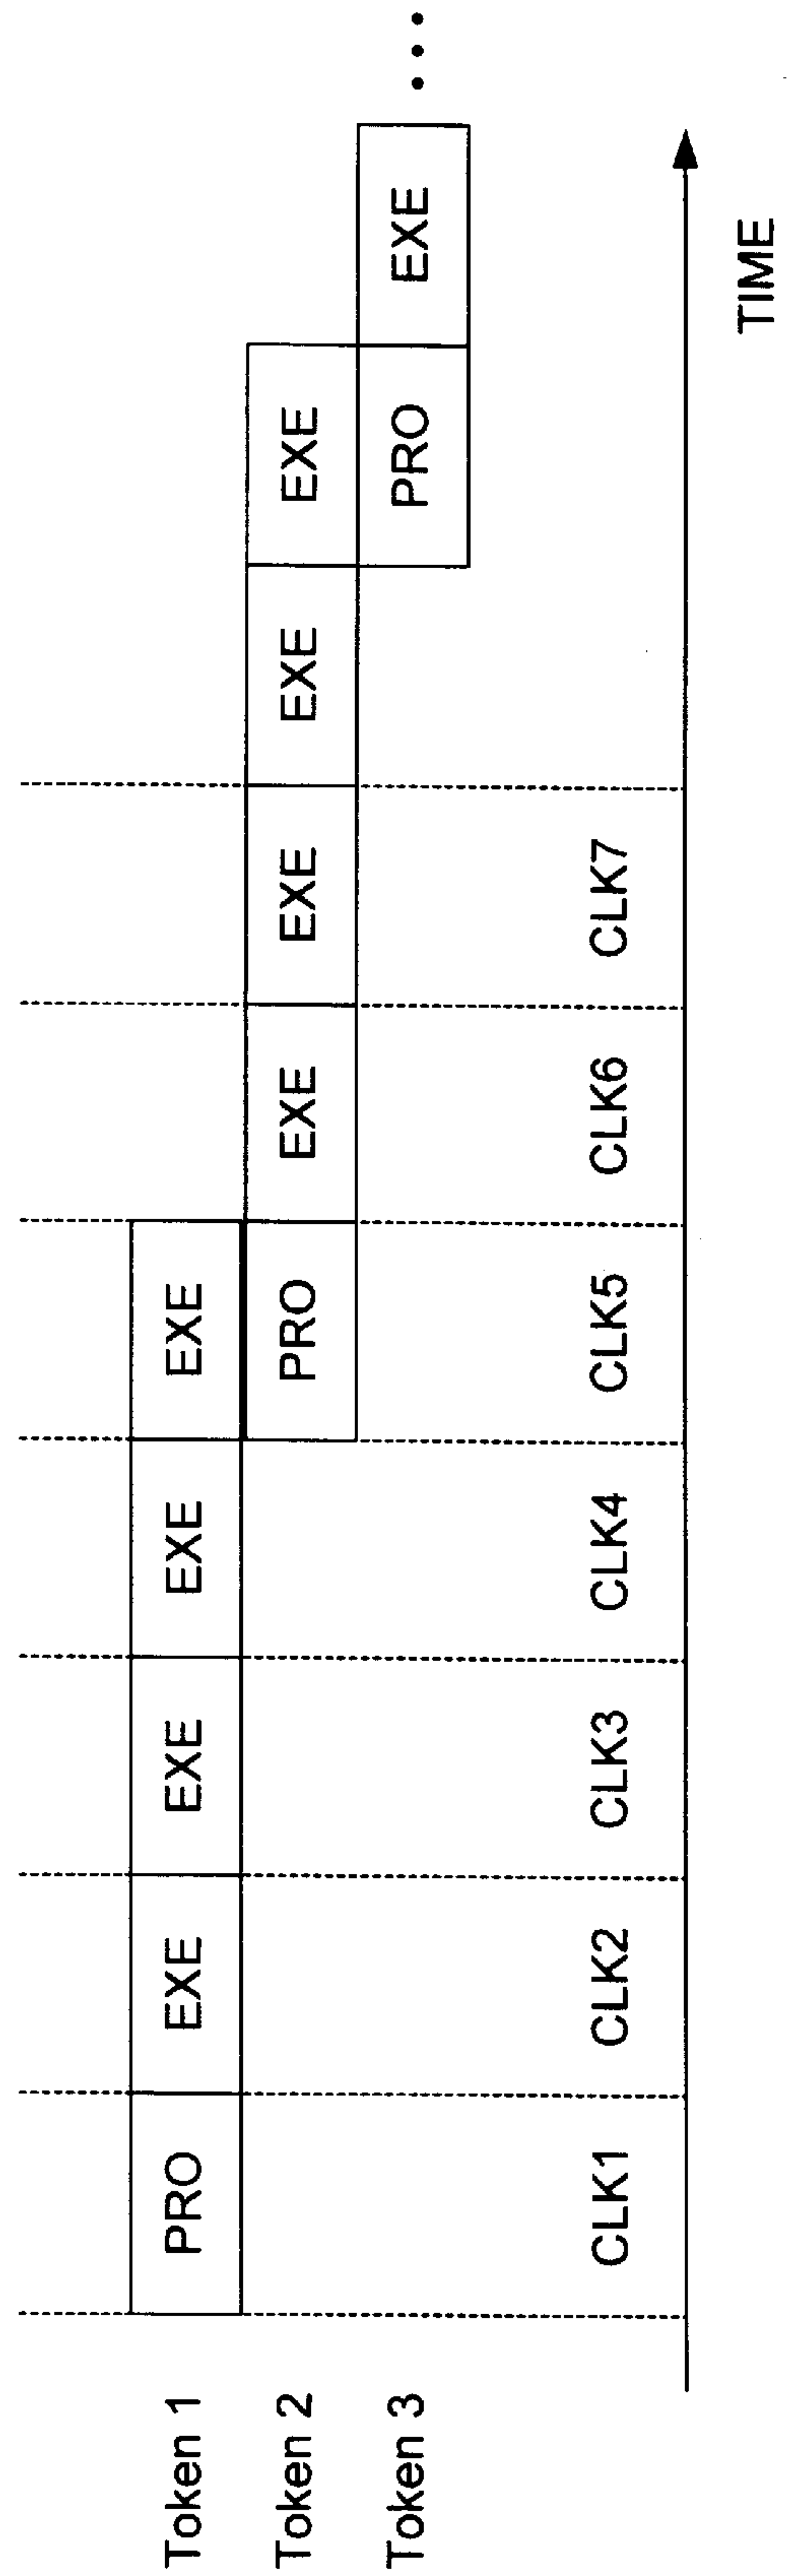 Token 1 PRO EXE EXE EXE EXE
Token 2 PRO EXE EXE EXE EXE
Token 3 PRO EXE
CLK1 CLK2 CLK3 CLK4 CLK5 CLK6 CLK7
TIME